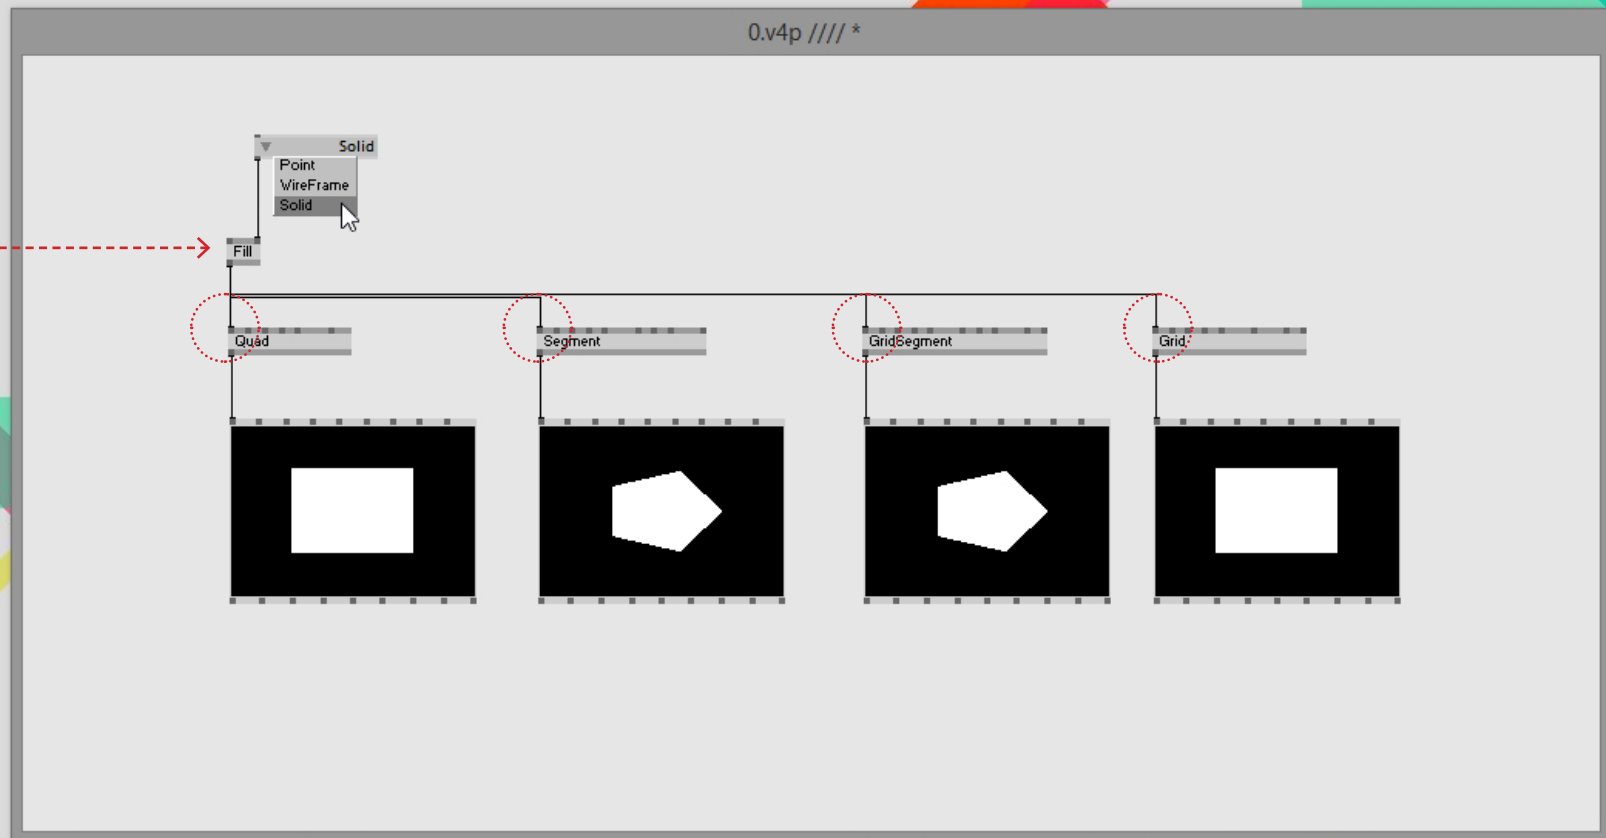 0.v4p //// *
Solid
Point
WireFrame
Solid
Fill
Quad
Segment
GridSegment
Grid